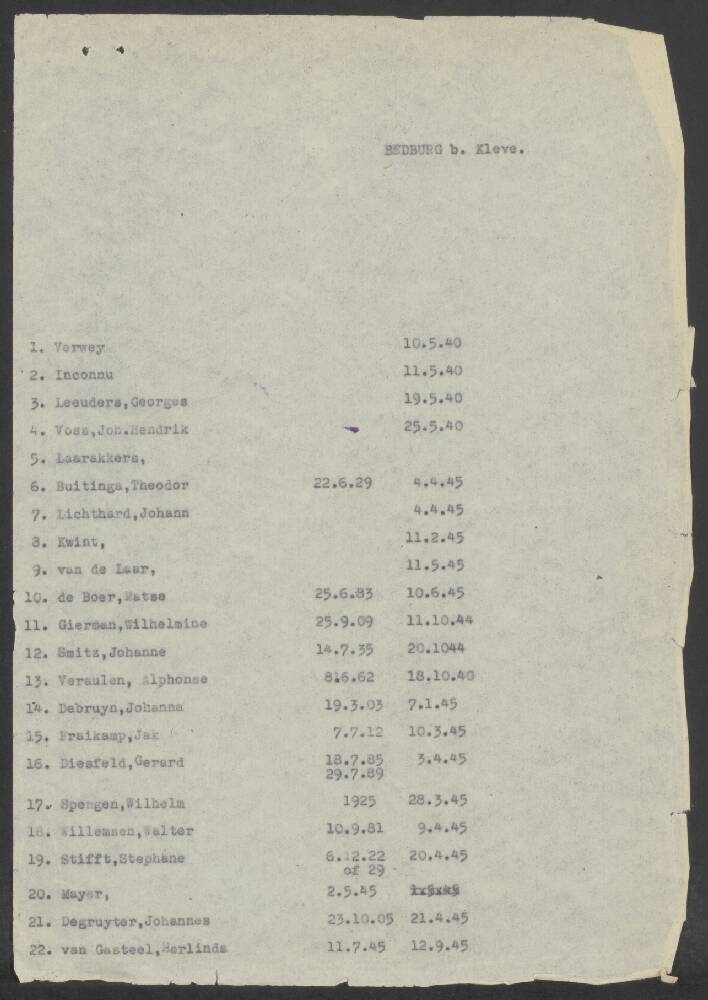 BEDBURG b. Kleve.
1. Verwey 10.5.40
2. Inconnu 11.5.40
3. Leeuders,Georges 19.5.40
4. Voss,Joh.Hendrik 25.5.40
5. Laarakkers,
6. Buitinga,Theodor 22.6.29 4.4.45
7. Lichthard,Johann 4.4.45
8. Kwint, 11.2.45
9. van de Laar, 11.5.45
10. de Boer,Matse 25.6.83 10.6.45
11. Gierman,Wilhelmine 25.9.09 11.10.44
12. Smitz,Johanne 14.7.35 20.1044
13. Veraulen, Alphonse 816.62 18.10.40
14. Debruyn,Johanna 19.3.03 7.1.45
15. Fraikamp,Jak 7.7.12 10.3.45
16. Diesfeld,Gerard 18.7.85 3.4.45
29.7.89
17. Spengen,Wilhelm 1925 28.3.45
18. Willemsen,Walter 10.9.81 9.4.45
19. Stifft,Stephane 6.12.22 20.4.45
of 29
20. Mayer, 2.5.45
21. Degruyter,Johannes 23.10.05 21.4.45
22. van Gasteel,Herlinda 11.7.45 12.9.45